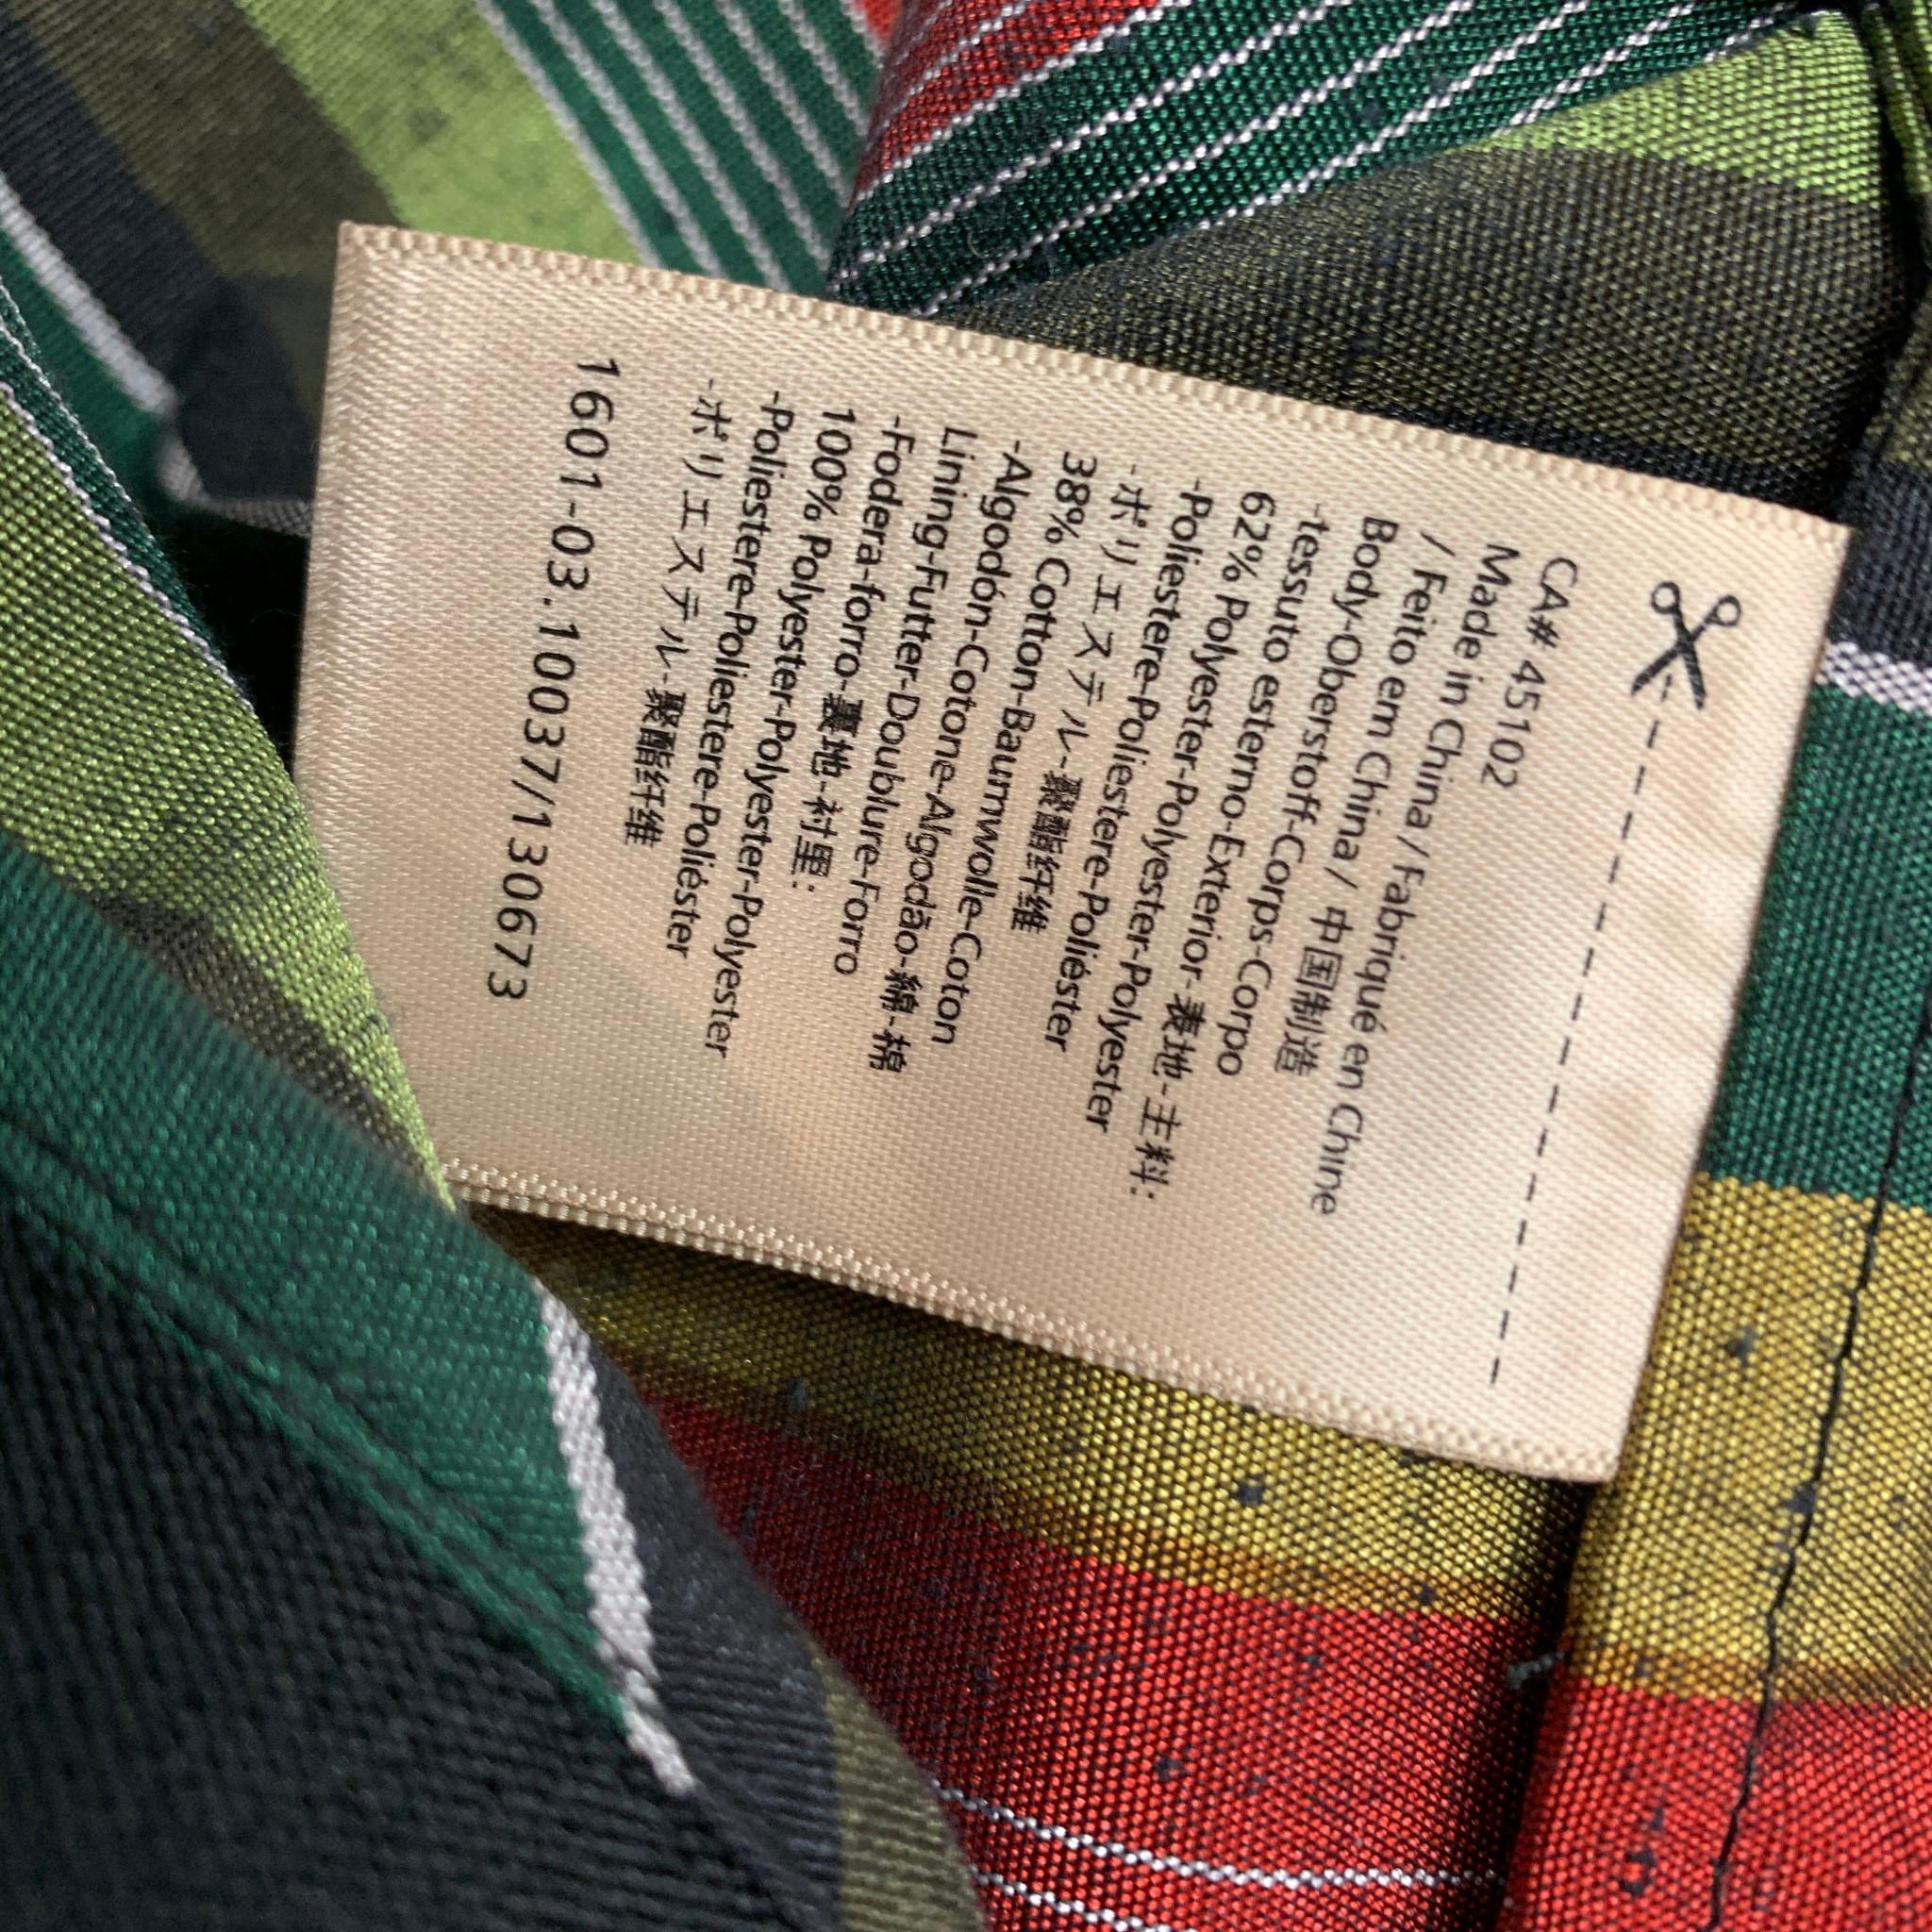 CA# 45102
Made in China / Fabriqué en Chine
/ Feito em China / 中国制造
Body-Oberstoff-Corps-Corpo
-tessuto esterno-Exterior-表地-主料:
62% Polyester-Polyester-Polyester
-Poliestere-Poliestere-Poliéster
-ポリエステル-聚酯纤维
38% Cotton-Baumwolle-Coton
-Algodón-Cotone-Algodão-綿-棉
Lining-Futter-Doublure-Forro
-Fodera-forro-裏地-衬里:
100% Polyester-Polyester-Polyester
-Poliestere-Poliestere-Poliéster
-ポリエステル-聚酯纤维
1601-03.10037/130673